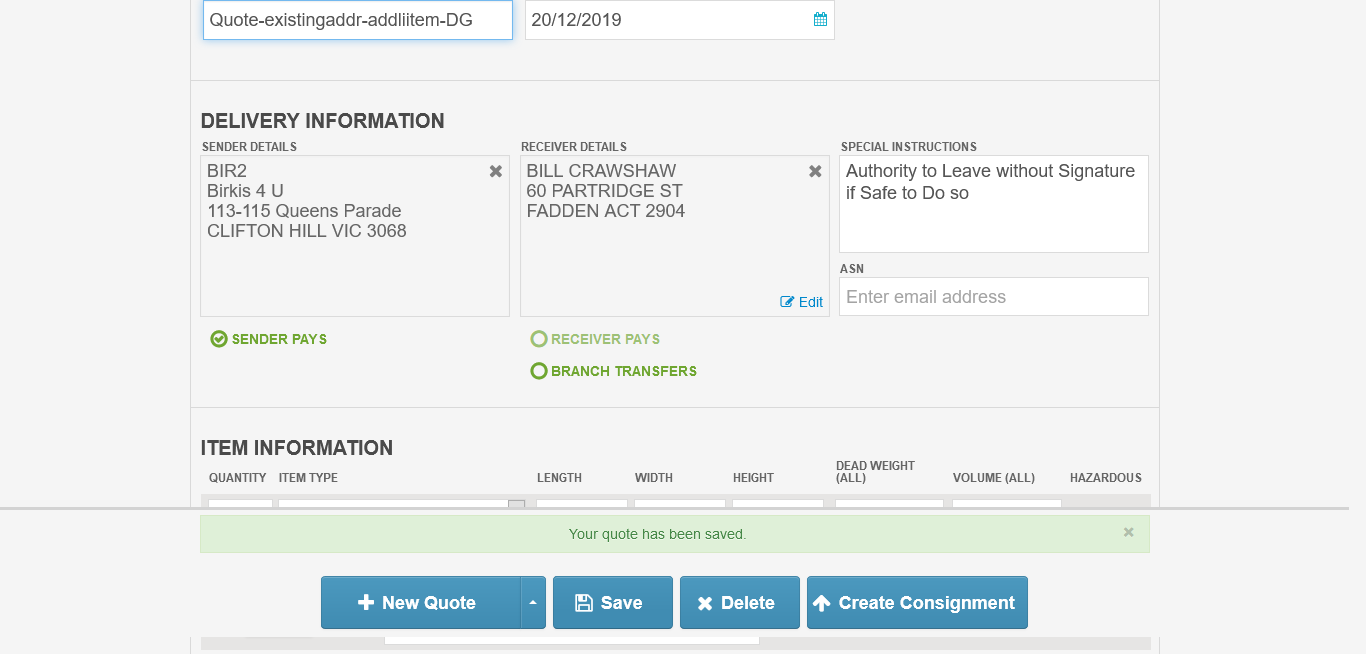 Quote-existingaddr-addliitem-DG
20/12/2019
DELIVERY INFORMATION
SENDER DETAILS
BIR2
Birkis 4 U
113-115 Queens Parade
CLIFTON HILL VIC 3068
SENDER PAYS
RECEIVER DETAILS
BILL CRAWSHAW
60 PARTRIDGE ST
FADDEN ACT 2904
Edit
RECEIVER PAYS
BRANCH TRANSFERS
SPECIAL INSTRUCTIONS
Authority to Leave without Signature
if Safe to Do so
ASN
Enter email address
ITEM INFORMATION
QUANTITY
ITEM TYPE
LENGTH
WIDTH
HEIGHT
DEAD WEIGHT
(ALL)
VOLUME (ALL)
HAZARDOUS
Your quote has been saved.
New Quote
Save
Delete
Create Consignment